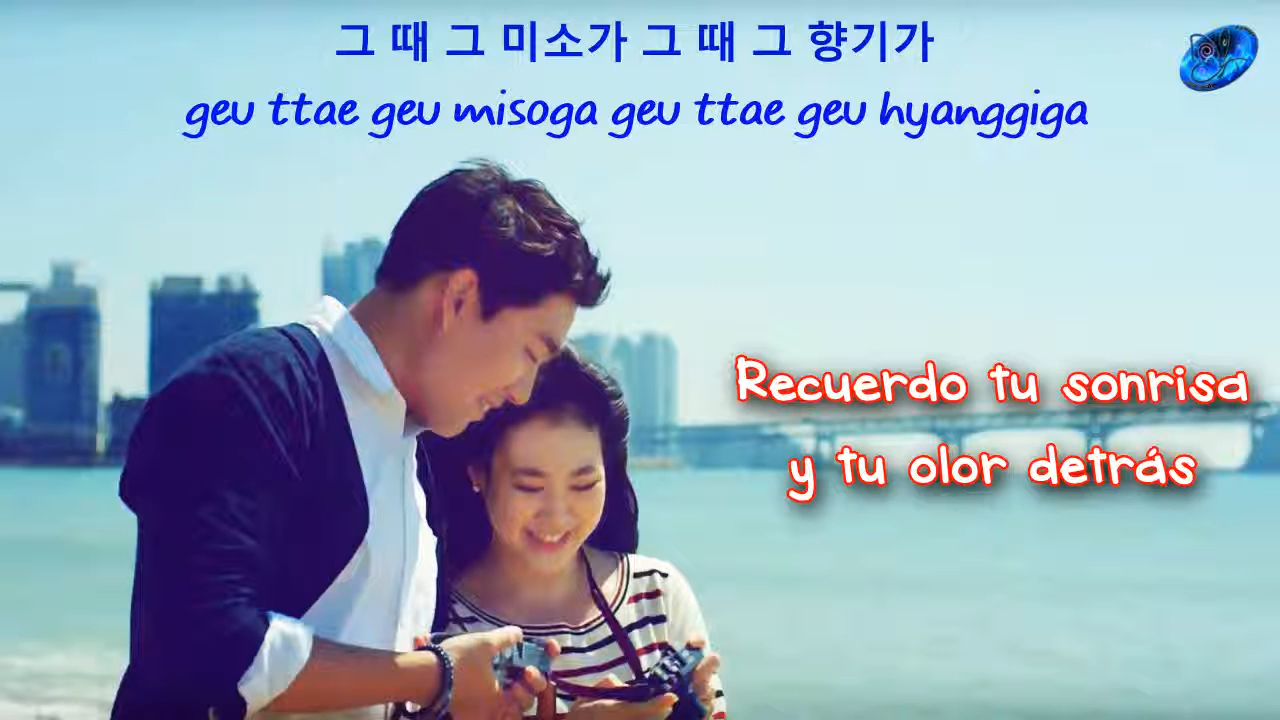 그 때 그 미소가 그 때 그 향기가
geu ttae geu misoga geu ttae geu hyanggiga
Recuerdo tu sonrisa
y tu olor detrás